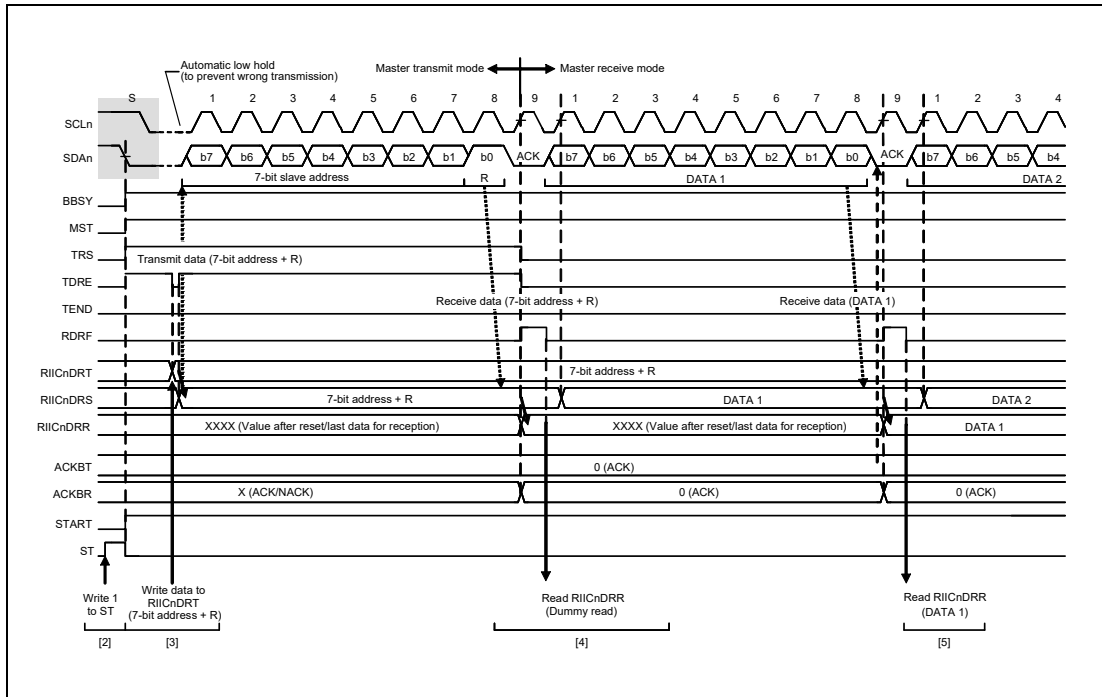 Automatic low hold
(to prevent wrong transmission)
Master transmit mode
Master receive mode
S 1 2 3 4 5 6 7 8 9 1 2 3 4 5 6 7 8 9 1 2 3 4
SCLn
SDAn b7 b6 b5 b4 b3 b2 b1 b0 ACK b7 b6 b5 b4 b3 b2 b1 b0 ACK b7 b6 b5 b4
7-bit slave address R DATA 1 DATA 2
BBSY
MST
TRS
Transmit data (7-bit address + R)
TDRE
Receive data (7-bit address + R) Receive data (DATA 1)
TEND
RDRF
RIICnDRT 7-bit address + R
RIICnDRS 7-bit address + R DATA 1 DATA 2
RIICnDRR XXXX (Value after reset/last data for reception) XXXX (Value after reset/last data for reception) DATA 1
ACKBT 0 (ACK)
ACKBR X (ACK/NACK) 0 (ACK) 0 (ACK)
START
ST
Write 1
to ST
Write data to
RIICnDRT
(7-bit address + R)
Read RIICnDRR
(Dummy read)
Read RIICnDRR
(DATA 1)
[2] [3] [4] [5]